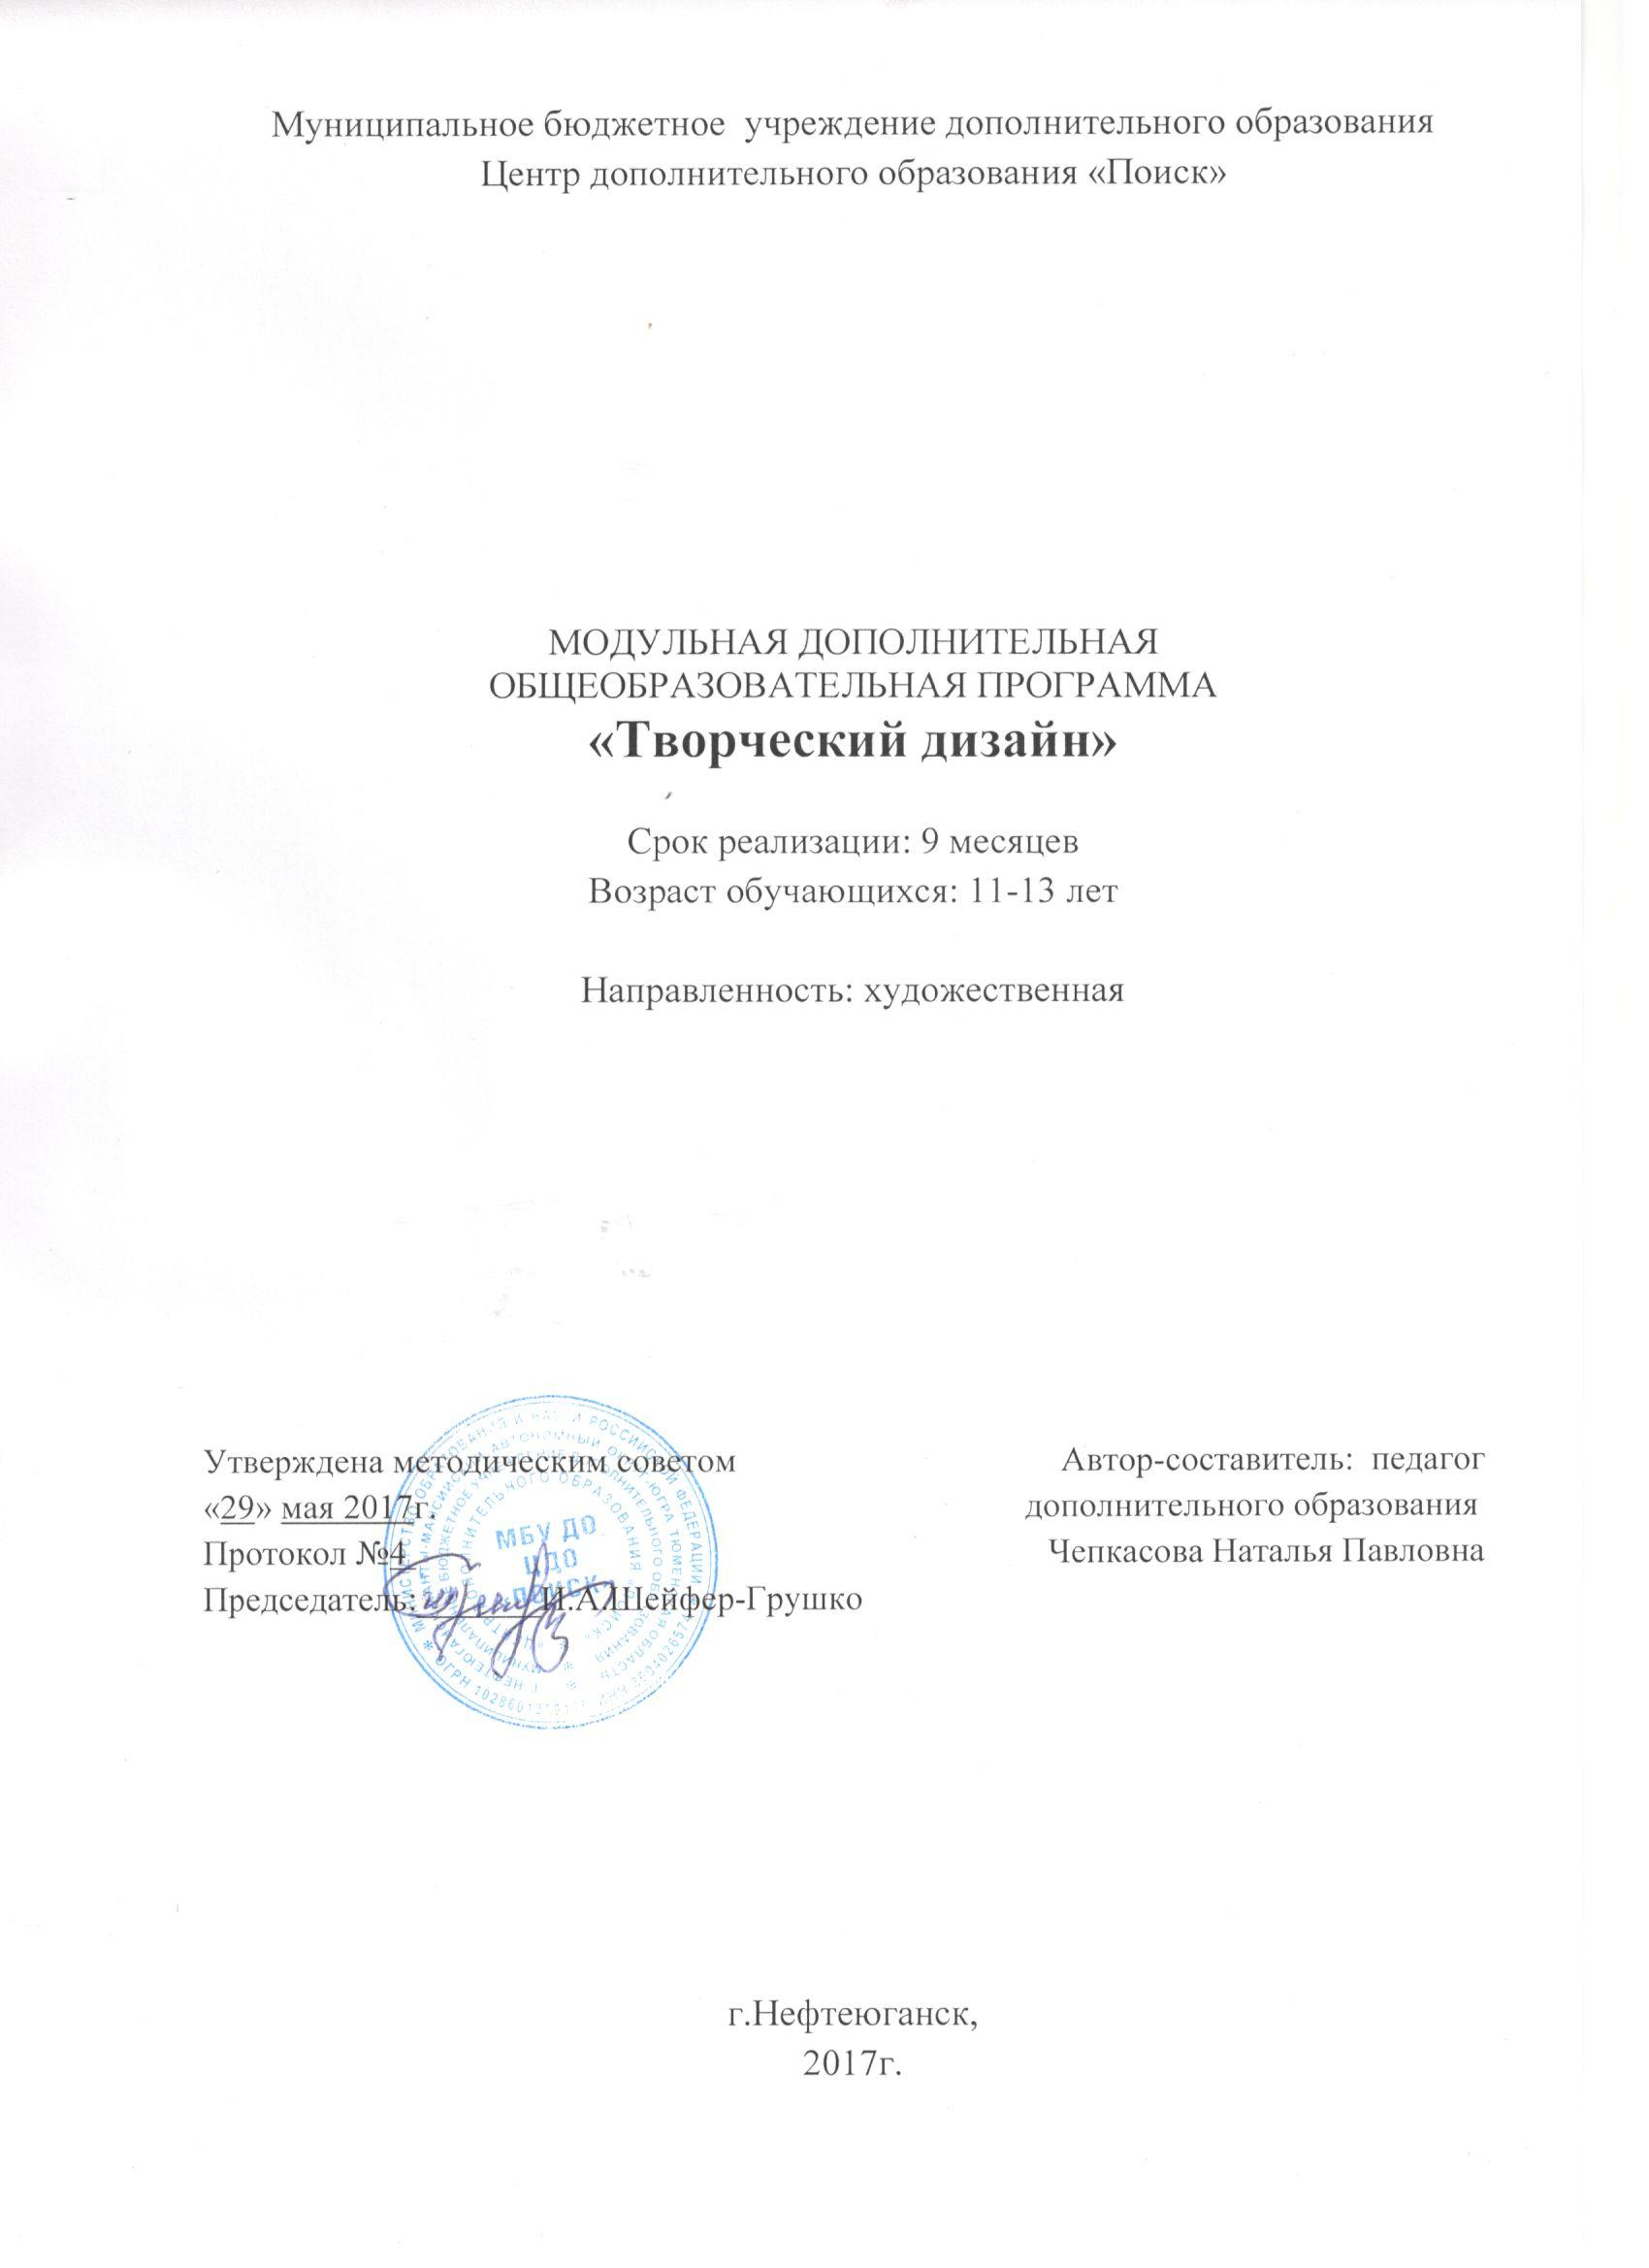 Муниципальное бюджетное  учреждение дополнительного образования
Центр дополнительного образования «Поиск»
МОДУЛЬНАЯ ДОПОЛНИТЕЛЬНАЯ
ОБЩЕОБРАЗОВАТЕЛЬНАЯ ПРОГРАММА
«Творческий дизайн»
Срок реализации: 9 месяцев
Возраст обучающихся: 11-13 лет
Направленность: художественная
Утверждена методическим советом
«29» мая 2017г.
Протокол №4
Председатель: И.А.Шейфер-Грушко
Автор-составитель:  педагог
дополнительного образования
Чепкасова Наталья Павловна
МБУ ДО
ЦДО
ПОИСК
г.Нефтеюганск,
2017г.